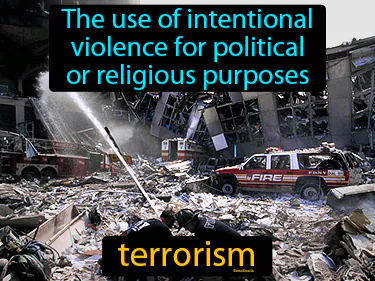 The use of intentional
violence for political
or religious purposes
FIRE
terrorism